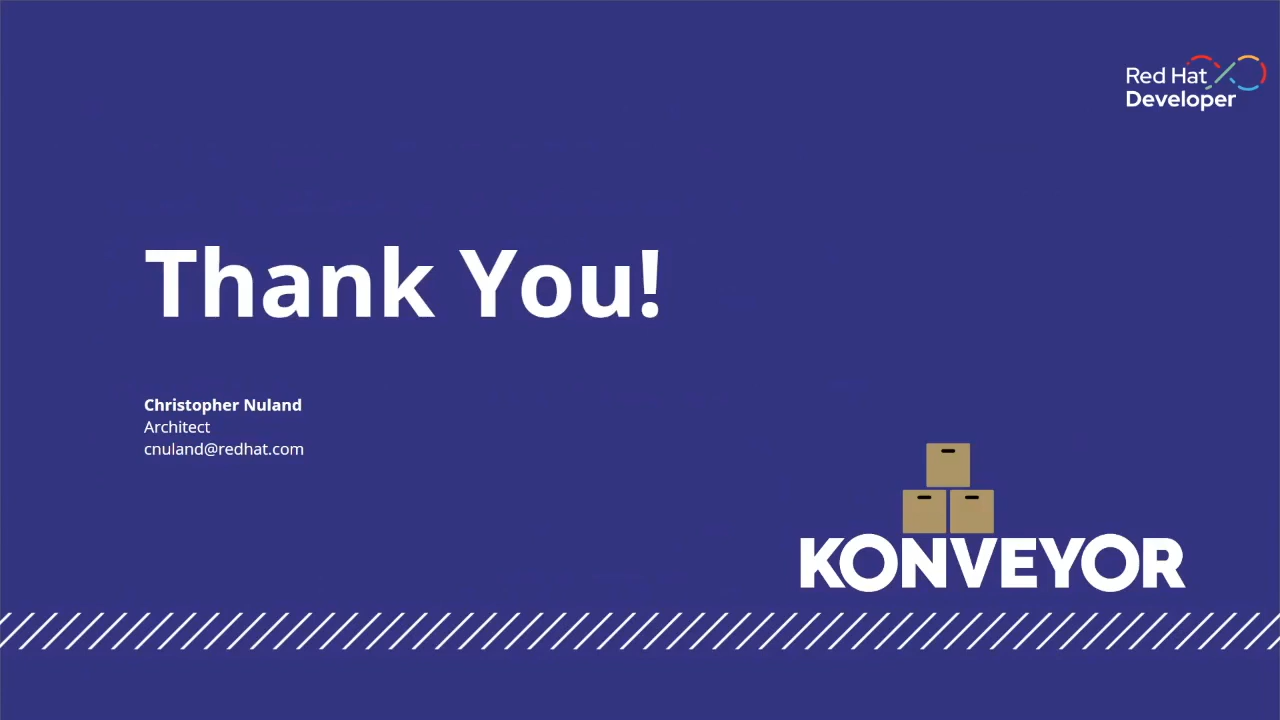 Red Hat
Developer
Thank You!
Christopher Nuland
Architect
cnuland@redhat.com
KONVEYOR